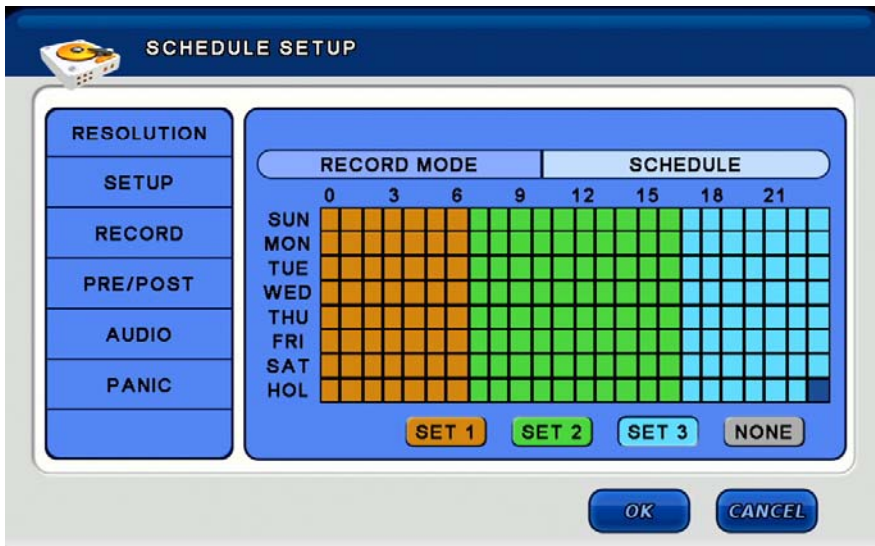 SCHEDULE SETUP
RESOLUTION
SETUP
RECORD
PRE/POST
AUDIO
PANIC
RECORD MODE SCHEDULE
0 3 6 9 12 15 18 21
SUN
MON
TUE
WED
THU
FRI
SAT
HOL
SET 1 SET 2 SET 3 NONE
OK CANCEL